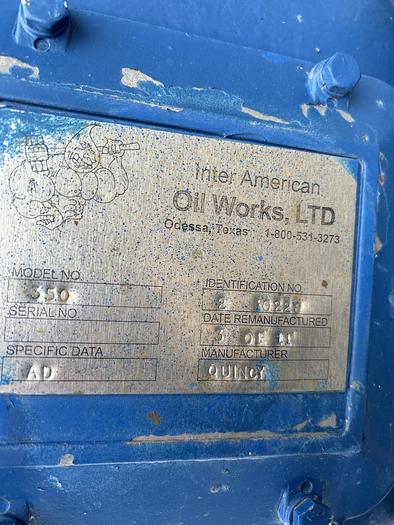 Inter American
Oil Works, LTD
Odessa, Texas 1-800-531-3273
MODEL NO.
350
IDENTIFICATION NO.
SERIAL NO.
DATE REMANUFACTURED
SPECIFIC DATA
AD
MANUFACTURER
QUINCY